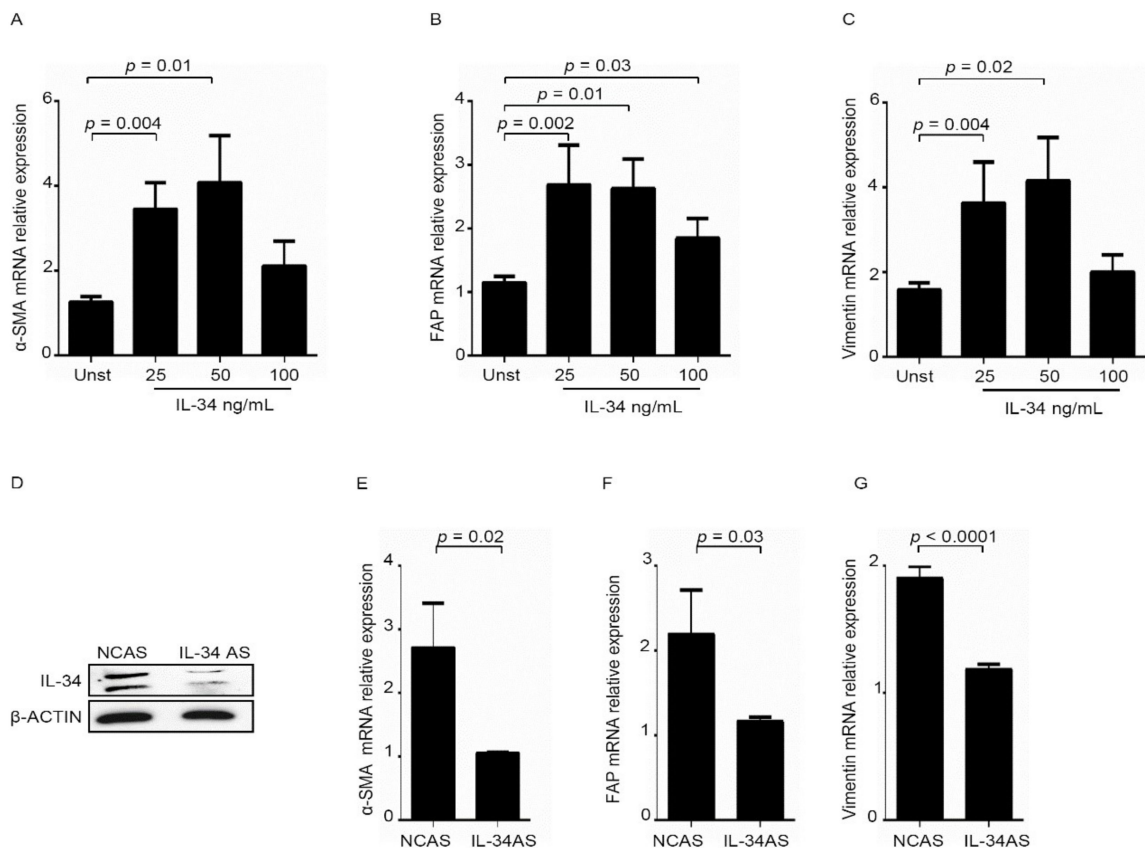 A
p = 0.01
p = 0.004
α-SMA mRNA relative expression
6
4
2
0
Unst 25 50 100
IL-34 ng/mL
B
p = 0.03
p = 0.01
p = 0.002
FAP mRNA relative expression
4
3
2
1
0
Unst 25 50 100
IL-34 ng/mL
C
p = 0.02
p = 0.004
Vimentin mRNA relative expression
6
4
2
0
Unst 25 50 100
IL-34 ng/mL
D
NCAS IL-34 AS
IL-34
β-ACTIN
E
p = 0.02
α-SMA mRNA relative expression
4
3
2
1
0
NCAS IL-34AS
F
p = 0.03
FAP mRNA relative expression
3
2
1
0
NCAS IL-34AS
G
p < 0.0001
Vimentin mRNA relative expression
2
1
0
NCAS IL-34AS